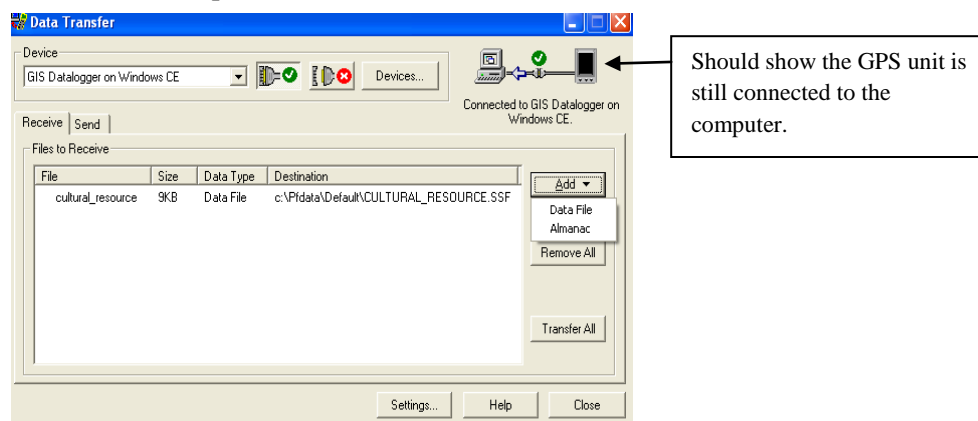 Data Transfer
Device
GIS Datalogger on Windows CE
Devices...
Connected to GIS Datalogger on
Windows CE.
Should show the GPS unit is
still connected to the
computer.
Receive Send
Files to Receive
File Size Data Type Destination
cultural_resource 9KB Data File c:\Pfdata\Default\CULTURAL_RESOURCE.SSF
Add
Data File
Almanac
Remove All
Transfer All
Settings... Help Close